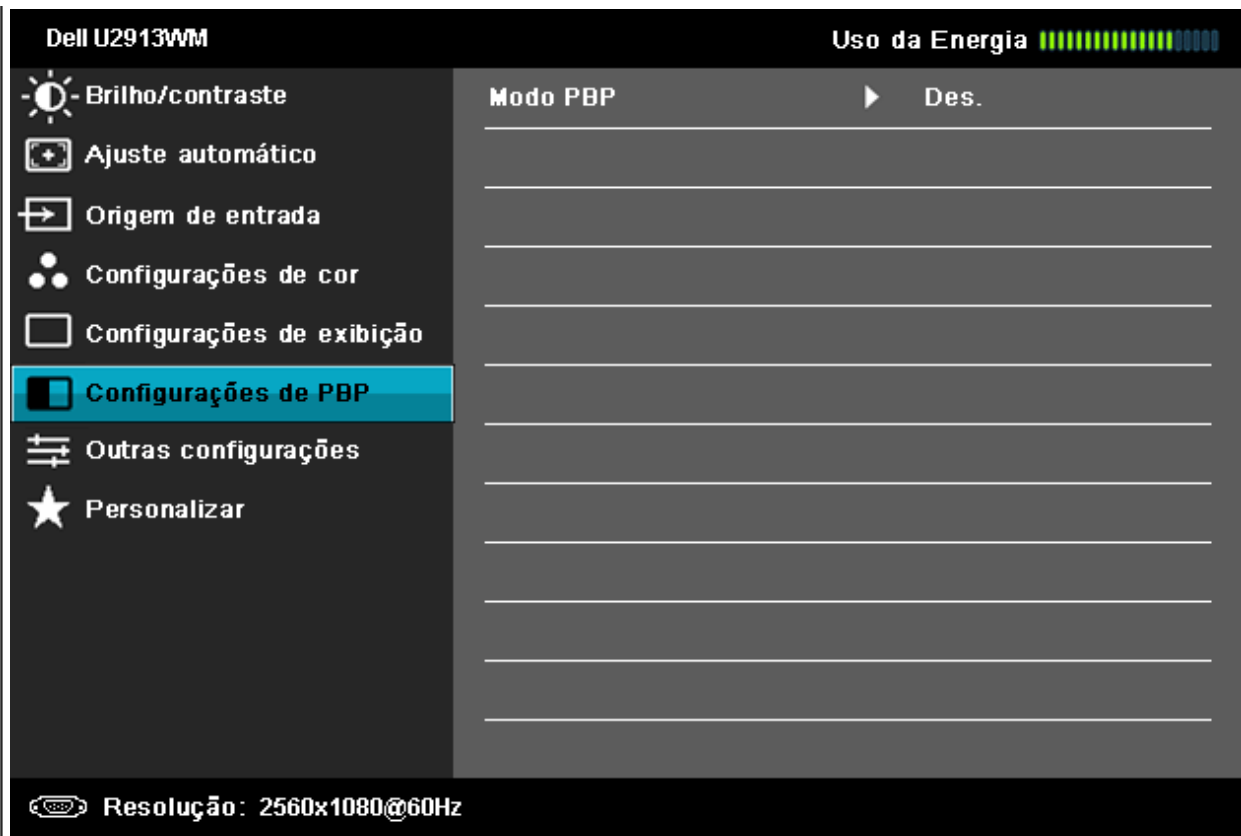 Dell U2913WM
Uso da Energia
Brilho/contraste
Modo PBP Des.
Ajuste automático
Origem de entrada
Configurações de cor
Configurações de exibição
Configurações de PBP
Outras configurações
Personalizar
Resolução: 2560x1080@60Hz